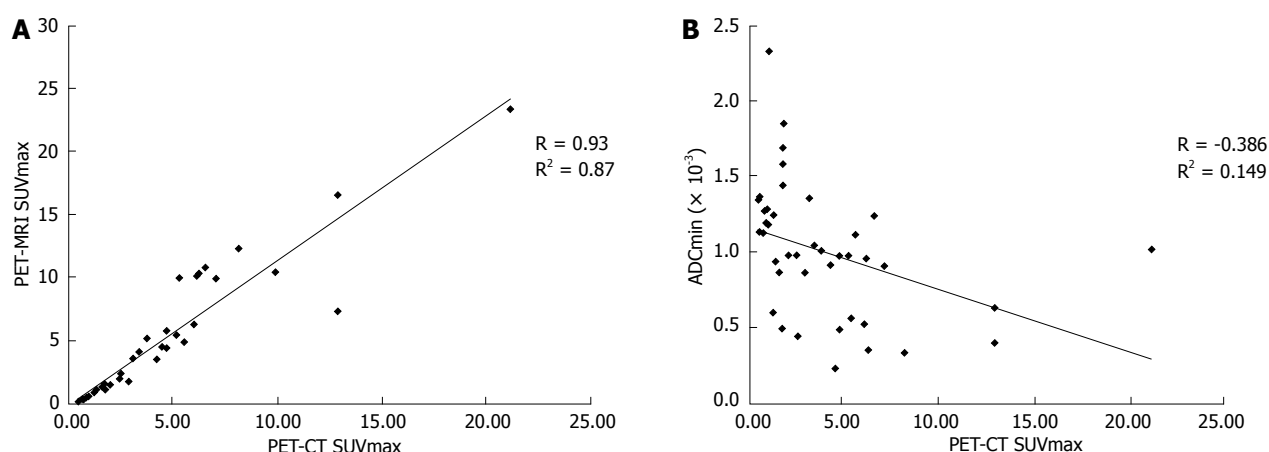 A
30
25
20
15
10
5
0
PET-MRI SUVmax
R = 0.93
R² = 0.87
0.00 5.00 10.00 15.00 20.00 25.00
PET-CT SUVmax
B
2.5
2.0
1.5
1.0
0.5
0.0
ADCmin (× 10⁻³)
R = -0.386
R² = 0.149
0.00 5.00 10.00 15.00 20.00 25.00
PET-CT SUVmax